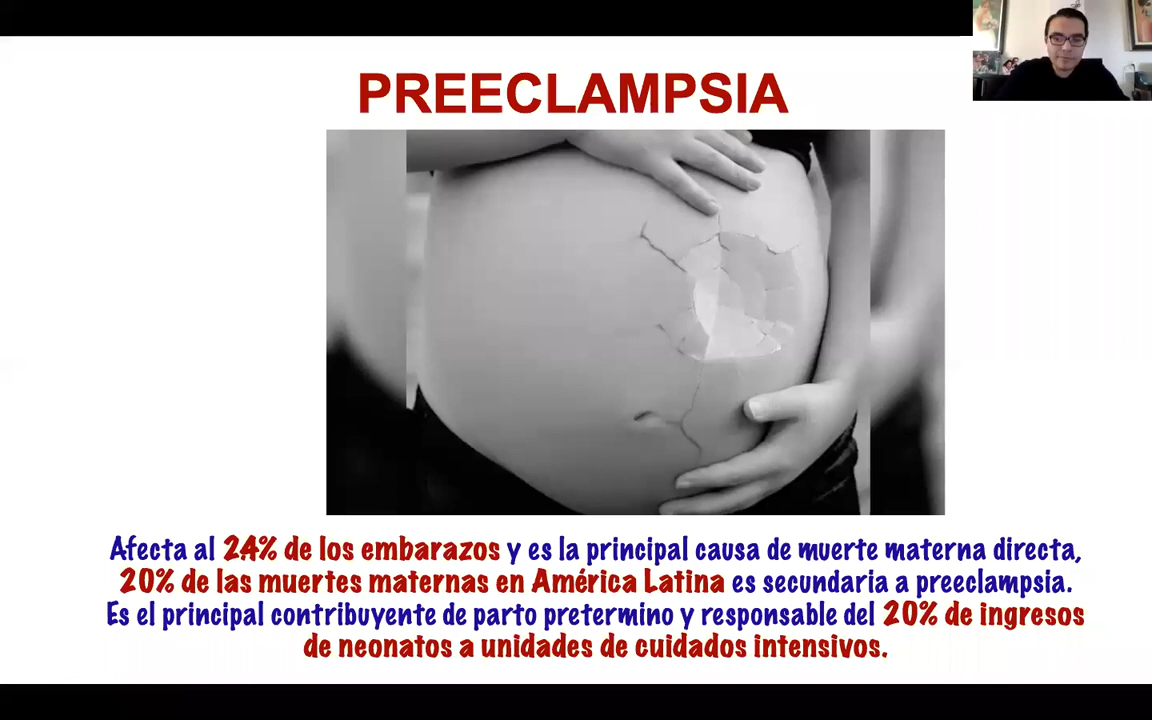 PREECLAMPSIA
Afecta al 2.4% de los embarazos y es la principal causa de muerte materna directa,
20% de las muertes maternas en América Latina es secundaria a preeclampsia.
Es el principal contribuyente de parto pretermino y responsable del 20% de ingresos
de neonatos a unidades de cuidados intensivos.